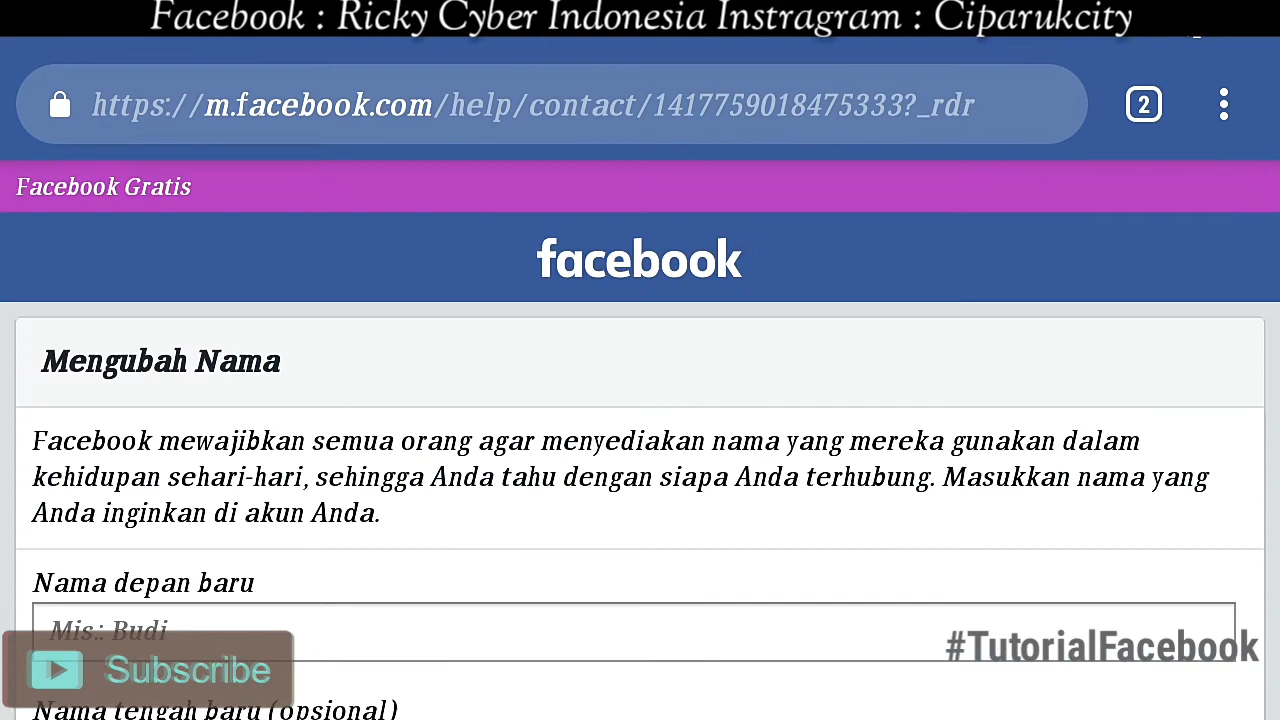 Facebook : Ricky Cyber Indonesia Instragram : Ciparukcity
https://m.facebook.com/help/contact/1417759018475333?_rdr
2
Facebook Gratis
facebook
Mengubah Nama
Facebook mewajibkan semua orang agar menyediakan nama yang mereka gunakan dalam
kehidupan sehari-hari, sehingga Anda tahu dengan siapa Anda terhubung. Masukkan nama yang
Anda inginkan di akun Anda.
Nama depan baru
Mis.: Budi
#TutorialFacebook
Subscribe
Nama tengah baru (opsional)